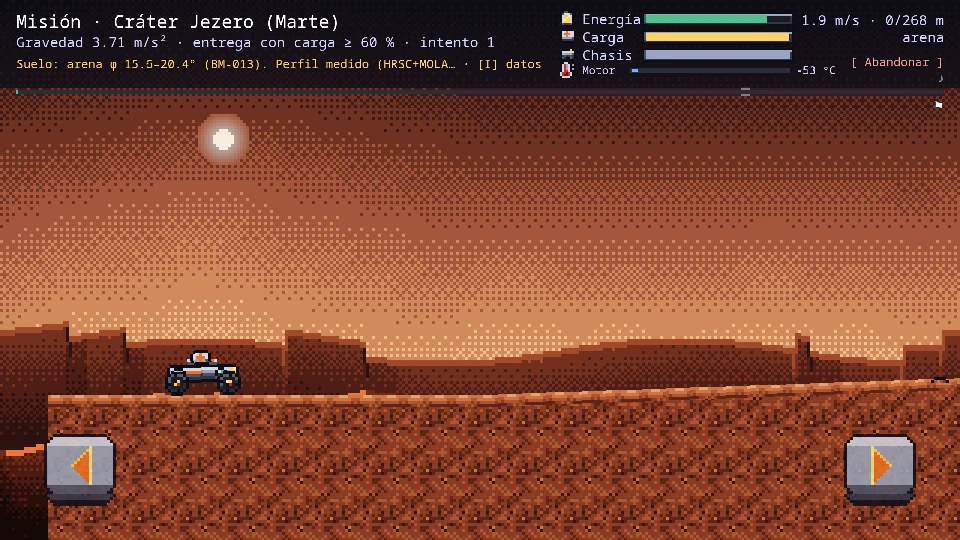 Misión · Cráter Jezero (Marte)
Gravedad 3.71 m/s² · entrega con carga ≥ 60 % · intento 1
Suelo: arena φ 15.6–20.4° (BM-013). Perfil medido (HRSC+MOLA… · [I] datos
Energía
Carga
Chasis
Motor
-53 °C
1.9 m/s · 0/268 m
arena
[ Abandonar ]
♪